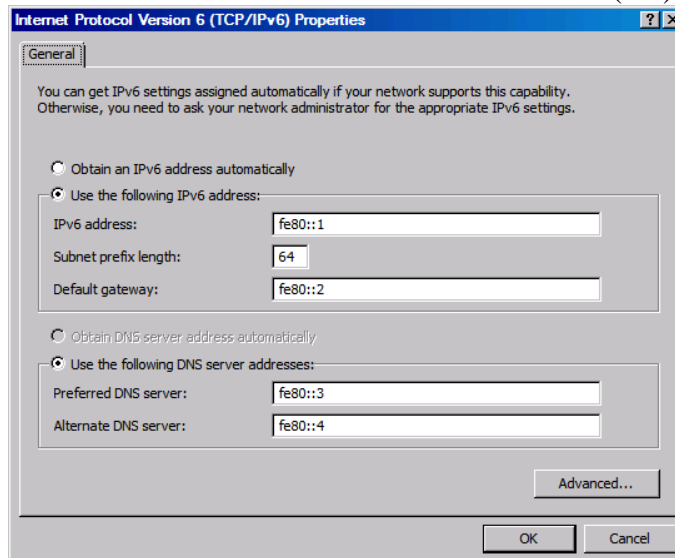 Internet Protocol Version 6 (TCP/IPv6) Properties
General
You can get IPv6 settings assigned automatically if your network supports this capability.
Otherwise, you need to ask your network administrator for the appropriate IPv6 settings.
Obtain an IPv6 address automatically
Use the following IPv6 address:
IPv6 address: fe80::1
Subnet prefix length: 64
Default gateway: fe80::2
Obtain DNS server address automatically
Use the following DNS server addresses:
Preferred DNS server: fe80::3
Alternate DNS server: fe80::4
Advanced...
OK Cancel